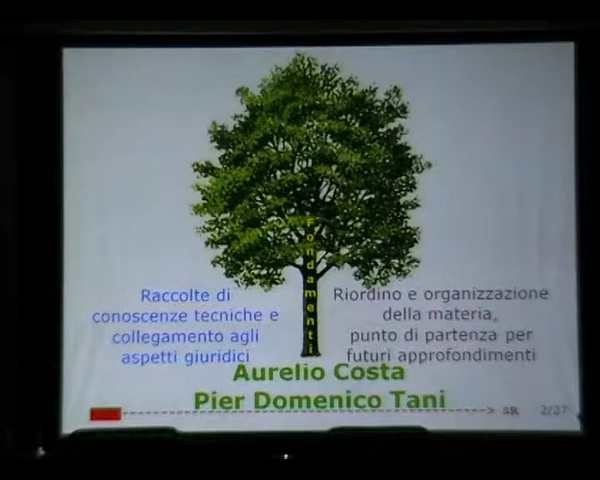 Fondamenti
Raccolte di
conoscenze tecniche e
collegamento agli
aspetti giuridici
Riordino e organizzazione
della materia,
punto di partenza per
futuri approfondimenti
Aurelio Costa
Pier Domenico Tani
SR 2/27